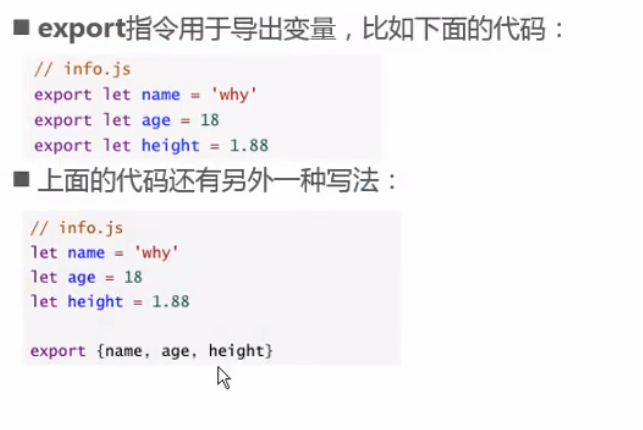 ■ export指令用于导出变量，比如下面的代码：
// info.js
export let name = 'why'
export let age = 18
export let height = 1.88
■ 上面的代码还有另外一种写法：
// info.js
let name = 'why'
let age = 18
let height = 1.88
export {name, age, height}